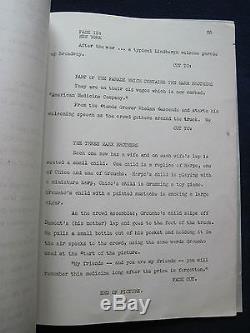 PAGE 124
88
NEW YORK
After the war ... a typical Lindbergh welcome parade
up Broadway.
CUT TO:
PART OF THE PARADE WHICH CONTAINS THE MARX BROTHERS
They are on their old wagon which is now marked,
"American Medicine Company."
From the stands Grover Whalen descends and starts his
welcoming speech as the crowd gathers around the truck. We
CUT TO:
THE THREE MARX BROTHERS
Each one now has a wife and on each wife's lap is
seated a small child. One child is a replica of Harpo, one
of Chico and one of Groucho. Harpo's child is playing with
a miniature harp, Chico's child is drumming a toy piano.
Groucho's child with a painted mustache is smoking a large
cigar.
As the crowd assembles, Groucho's child slips off
(his mother) lap and gets to the foot of the wagon.
He pulls a small bottle out of his pocket and holding it in
the air speaks to the crowd, using the same words Groucho
used at the start of the picture.
"My friends -- and you are my friends -- you will
remember this medicine long after the price is forgotten."
FADE OUT.
END OF PICTURE